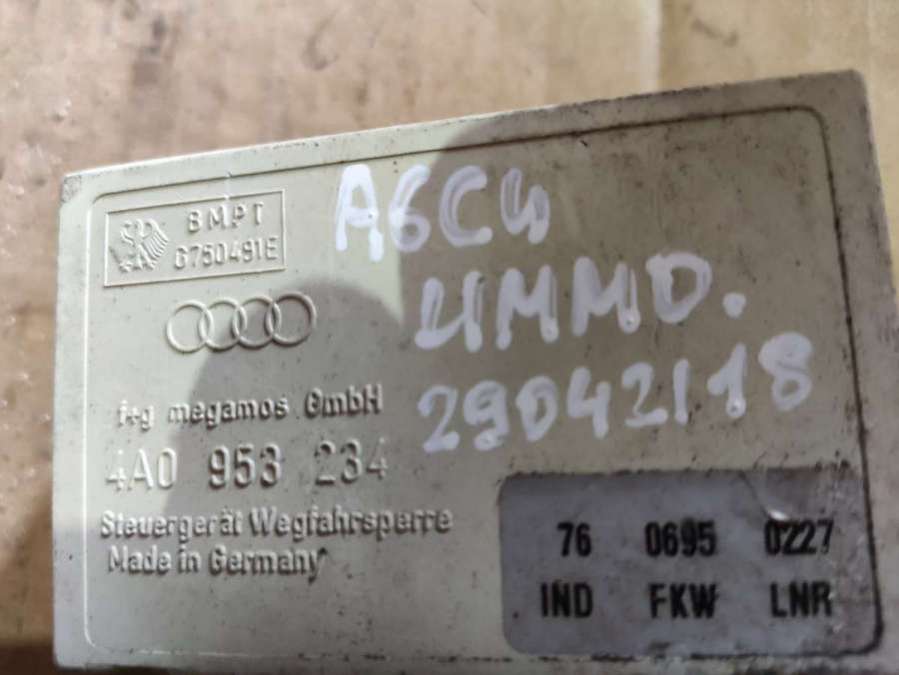 BMPT
G750491E
A6C4
ИММО.
29042118
f+g megamos GmbH
4A0 953 234
Steuergerät Wegfahrsperre
Made in Germany
76 0695 0227
IND FKW LNR